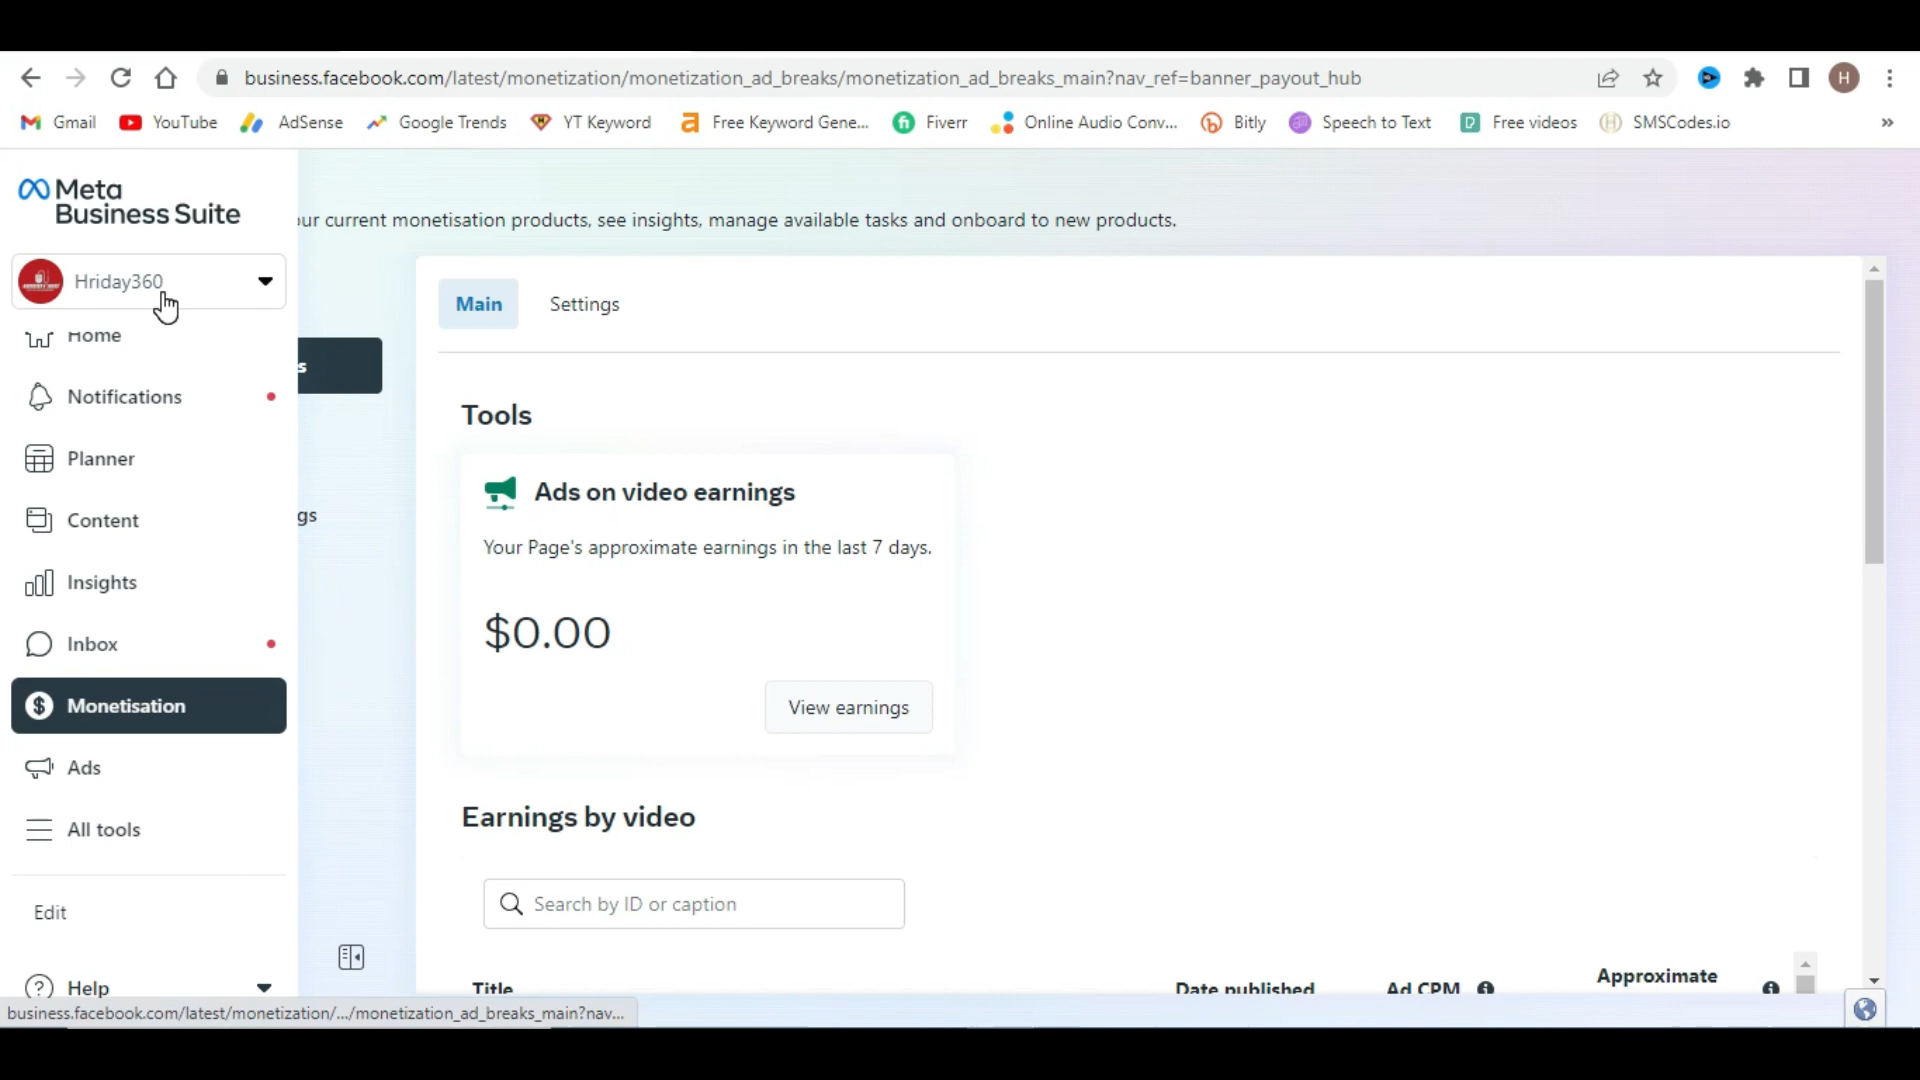 business.facebook.com/latest/monetization/monetization_ad_breaks/monetization_ad_breaks_main?nav_ref=banner_payout_hub
H
Gmail YouTube AdSense Google Trends YT Keyword Free Keyword Gene... Fiverr Online Audio Conv... Bitly Speech to Text Free videos SMSCodes.io »
Meta
Business Suite
ur current monetisation products, see insights, manage available tasks and onboard to new products.
Hriday360
Main Settings
Home
s
Notifications
Tools
Planner
Ads on video earnings
Content
gs
Your Page's approximate earnings in the last 7 days.
Insights
$0.00
Inbox
Monetisation
View earnings
Ads
Earnings by video
All tools
Search by ID or caption
Edit
Help
Title Date published Ad CPM Approximate
business.facebook.com/latest/monetization/.../monetization_ad_breaks_main?nav...